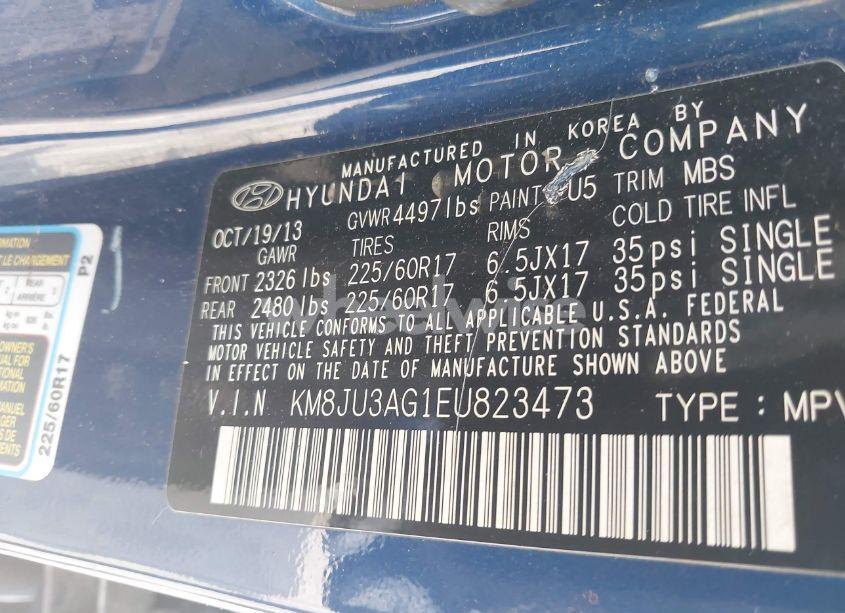 MANUFACTURED IN KOREA BY
HYUNDAI MOTOR COMPANY
OCT/19/13 GVWR 4497 lbs PAINT U5 TRIM MBS
GAWR TIRES RIMS COLD TIRE INFL
FRONT 2326 lbs 225/60R17 6.5JX17 35psi SINGLE
REAR 2480 lbs 225/60R17 6.5JX17 35psi SINGLE
THIS VEHICLE CONFORMS TO ALL APPLICABLE U.S.A. FEDERAL
MOTOR VEHICLE SAFETY AND THEFT PREVENTION STANDARDS
IN EFFECT ON THE DATE OF MANUFACTURE SHOWN ABOVE
V.I.N KM8JU3AG1EU823473 TYPE : MPV
P2
225/60R17
REAR
ARRIÈRE